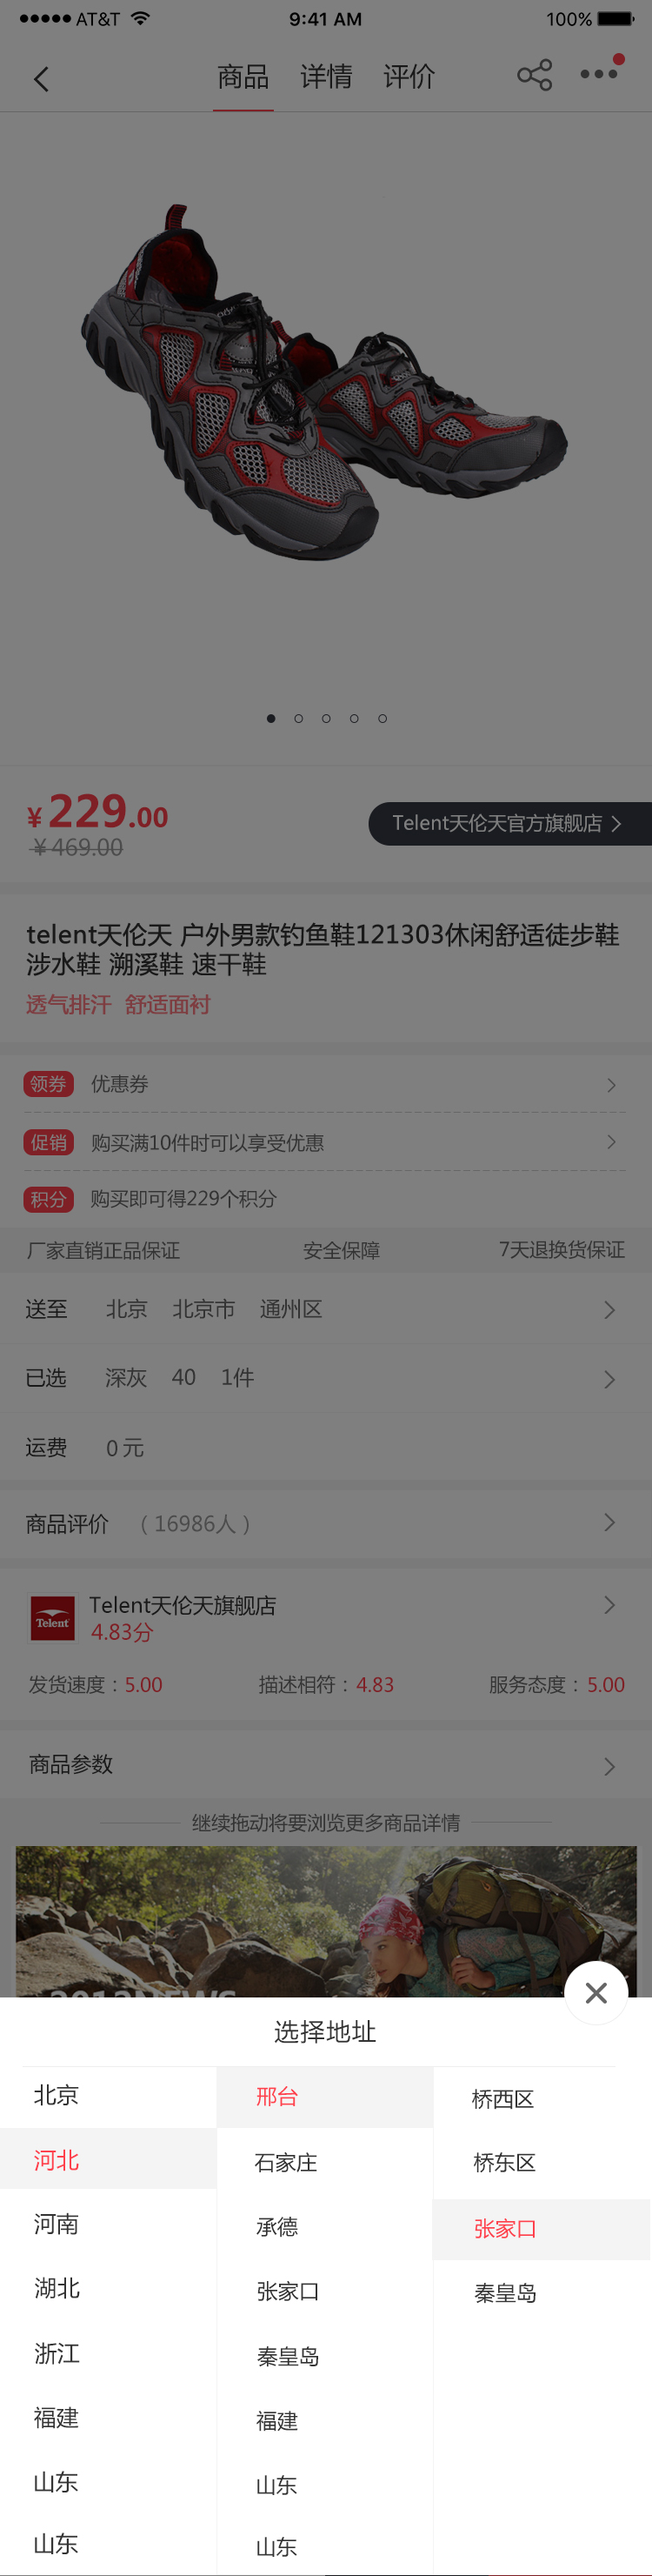 AT&T 9:41 AM 100%
商品 详情 评价
¥229.00
¥469.00
Telent天伦天官方旗舰店
telent天伦天 户外男款钓鱼鞋121303休闲舒适徒步鞋
涉水鞋 溯溪鞋 速干鞋
透气排汗 舒适面衬
领券 优惠券
促销 购买满10件时可以享受优惠
积分 购买即可得229个积分
厂家直销正品保证 安全保障 7天退换货保证
送至 北京 北京市 通州区
已选 深灰 40 1件
运费 0元
商品评价 （16986人）
Telent
Telent天伦天旗舰店
4.83分
发货速度：5.00 描述相符：4.83 服务态度：5.00
商品参数
继续拖动将要浏览更多商品详情
选择地址
北京 邢台 桥西区
河北 石家庄 桥东区
河南 承德 张家口
湖北 张家口 秦皇岛
浙江 秦皇岛
福建 福建
山东 山东
山东 山东